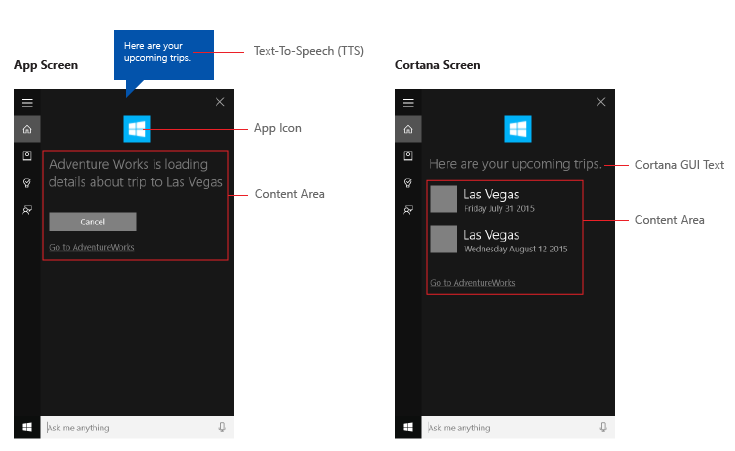 Here are your
upcoming trips.
Text-To-Speech (TTS)
App Screen
App Icon
Adventure Works is loading
details about trip to Las Vegas
Content Area
Cancel
Go to AdventureWorks
Ask me anything
Cortana Screen
Here are your upcoming trips.
Cortana GUI Text
Las Vegas
Friday July 31 2015
Content Area
Las Vegas
Wednesday August 12 2015
Go to AdventureWorks
Ask me anything